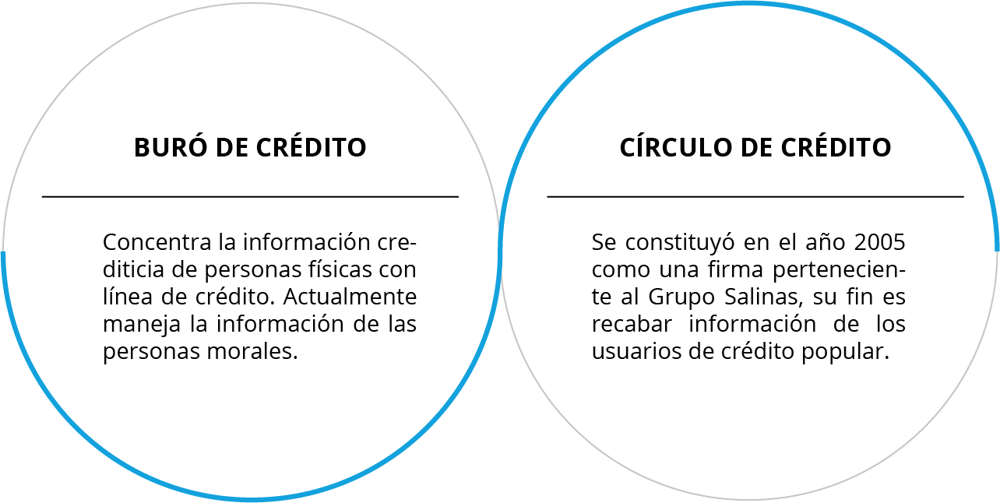 BURÓ DE CRÉDITO
Concentra la información cre-
diticia de personas físicas con
línea de crédito. Actualmente
maneja la información de las
personas morales.
CÍRCULO DE CRÉDITO
Se constituyó en el año 2005
como una firma pertenecien-
te al Grupo Salinas, su fin es
recabar información de los
usuarios de crédito popular.